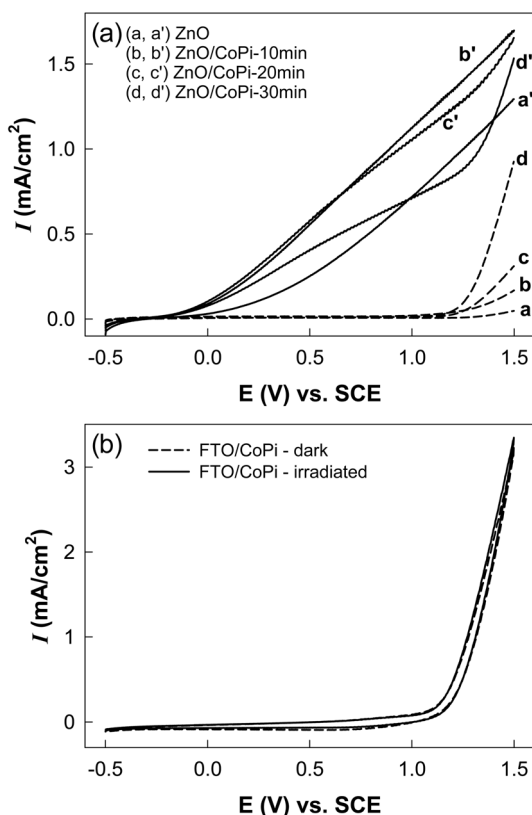 (a)
(a, a') ZnO
(b, b') ZnO/CoPi-10min
(c, c') ZnO/CoPi-20min
(d, d') ZnO/CoPi-30min
b'
d'
c'
a'
d
c
b
a
I (mA/cm²)
1.5
1.0
0.5
0.0
-0.5 0.0 0.5 1.0 1.5
E (V) vs. SCE
(b)
FTO/CoPi - dark
FTO/CoPi - irradiated
I (mA/cm²)
3
2
1
0
-0.5 0.0 0.5 1.0 1.5
E (V) vs. SCE